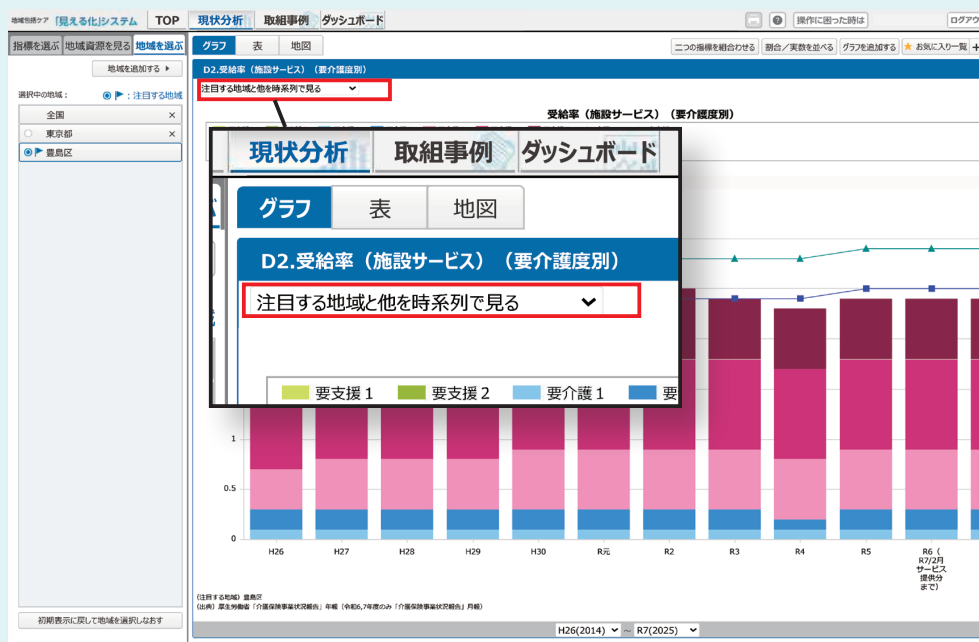 地域包括ケア「見える化」システム TOP 現状分析 取組事例 ダッシュボード 操作に困った時は ログアウ
指標を選ぶ 地域資源を見る 地域を選ぶ
グラフ 表 地図
二つの指標を組合わせる 割合／実数を並べる グラフを追加する ★ お気に入り一覧
地域を追加する
選択中の地域： ：注目する地域
全国 ×
東京都 ×
豊島区
D2.受給率（施設サービス）（要介護度別）
注目する地域と他を時系列で見る
受給率（施設サービス）（要介護度別）
現状分析 取組事例 ダッシュボード
グラフ 表 地図
D2.受給率（施設サービス）（要介護度別）
注目する地域と他を時系列で見る
要支援１ 要支援２ 要介護１ 要
1
0.5
0
H26 H27 H28 H29 H30 R元 R2 R3 R4 R5 R6（
R7/2月
サービス
提供分
まで）
(注目する地域) 豊島区
(出典) 厚生労働省「介護保険事業状況報告」年報（令和6,7年度のみ「介護保険事業状況報告」月報）
初期表示に戻して地域を選択しなおす
H26(2014) ～ R7(2025)